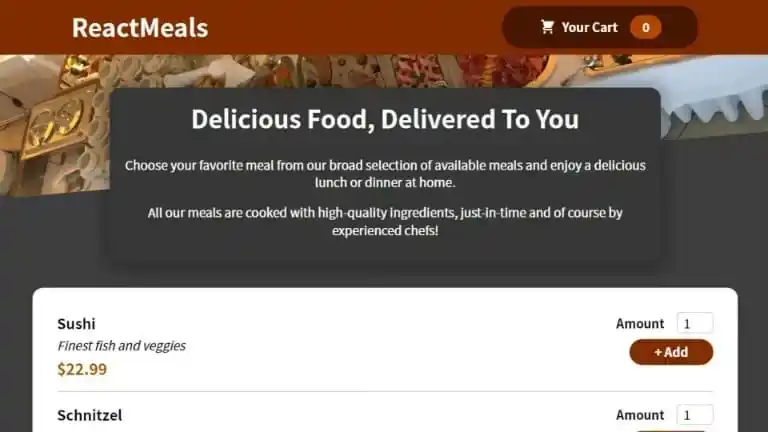 ReactMeals
Your Cart 0
Delicious Food, Delivered To You
Choose your favorite meal from our broad selection of available meals and enjoy a delicious
lunch or dinner at home.
All our meals are cooked with high-quality ingredients, just-in-time and of course by
experienced chefs!
Sushi
Amount 1
Finest fish and veggies
+ Add
$22.99
Schnitzel
Amount 1